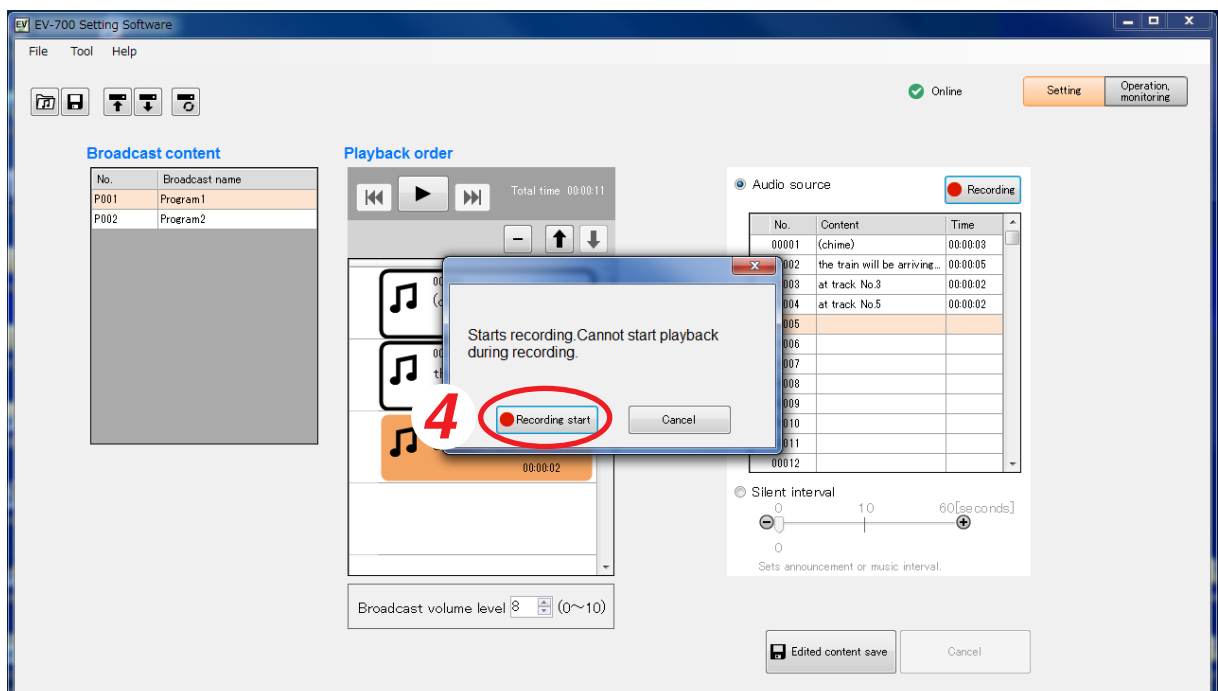 EV EV-700 Setting Software
File Tool Help
Online
Setting
Operation,
monitoring
Broadcast content
No. Broadcast name
P001 Program1
P002 Program2
Playback order
Total time 00:00:11
00:00:02
Broadcast volume level 8 (0～10)
Starts recording.Cannot start playback
during recording.
4
Recording start
Cancel
Audio source
Recording
No. Content Time
00001 (chime) 00:00:03
002 the train will be arriving... 00:00:05
003 at track No.3 00:00:02
004 at track No.5 00:00:02
005
006
007
008
009
010
011
00012
Silent interval
0 10 60[seconds]
0
Sets announcement or music interval.
Edited content save
Cancel